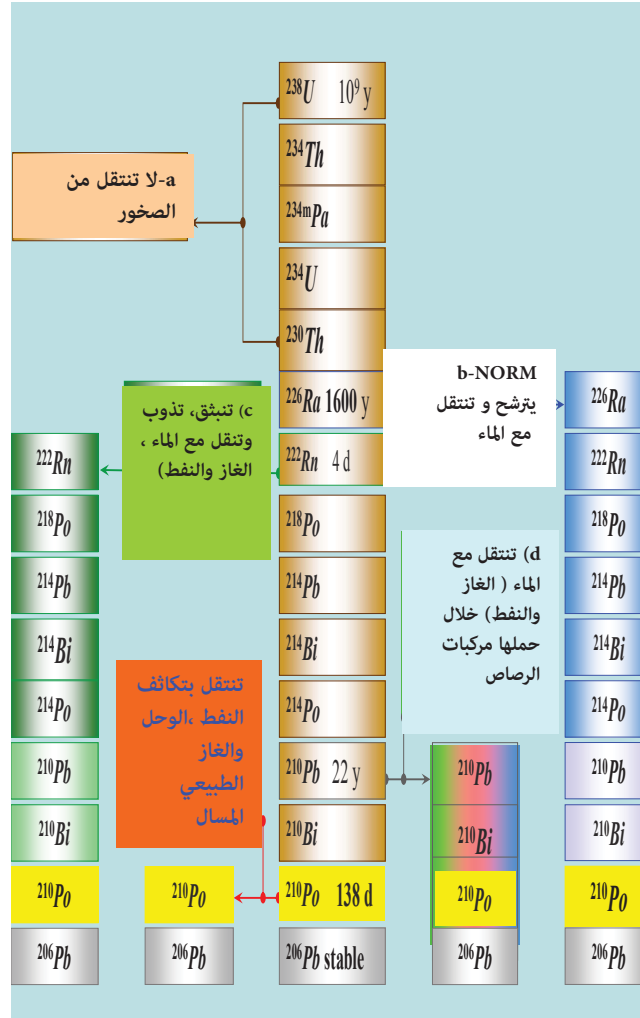 ²³⁸U 10⁹ y
²³⁴Th
²³⁴ᵐPa
²³⁴U
²³⁰Th
²²⁶Ra 1600 y
²²²Rn 4 d
²¹⁸Po
²¹⁴Pb
²¹⁴Bi
²¹⁴Po
²¹⁰Pb 22 y
²¹⁰Bi
²¹⁰Po 138 d
²⁰⁶Pb stable
a-لا تنتقل من
الصخور
b-NORM
يترشح و تنتقل
مع الماء
c) تنبثق، تذوب
وتنقل مع الماء ،
الغاز والنفط)
d) تنتقل مع
الماء ( الغاز
والنفط) خلال
حملها مركبات
الرصاص
تنتقل بتكاثف
النفط ،الوحل
والغاز
الطبيعي
المسال
²²²Rn
²¹⁸Po
²¹⁴Pb
²¹⁴Bi
²¹⁴Po
²¹⁰Pb
²¹⁰Bi
²¹⁰Po
²⁰⁶Pb
²¹⁰Po
²⁰⁶Pb
²¹⁰Pb
²¹⁰Bi
²¹⁰Po
²⁰⁶Pb
²²⁶Ra
²²²Rn
²¹⁸Po
²¹⁴Pb
²¹⁴Bi
²¹⁴Po
²¹⁰Pb
²¹⁰Bi
²¹⁰Po
²⁰⁶Pb